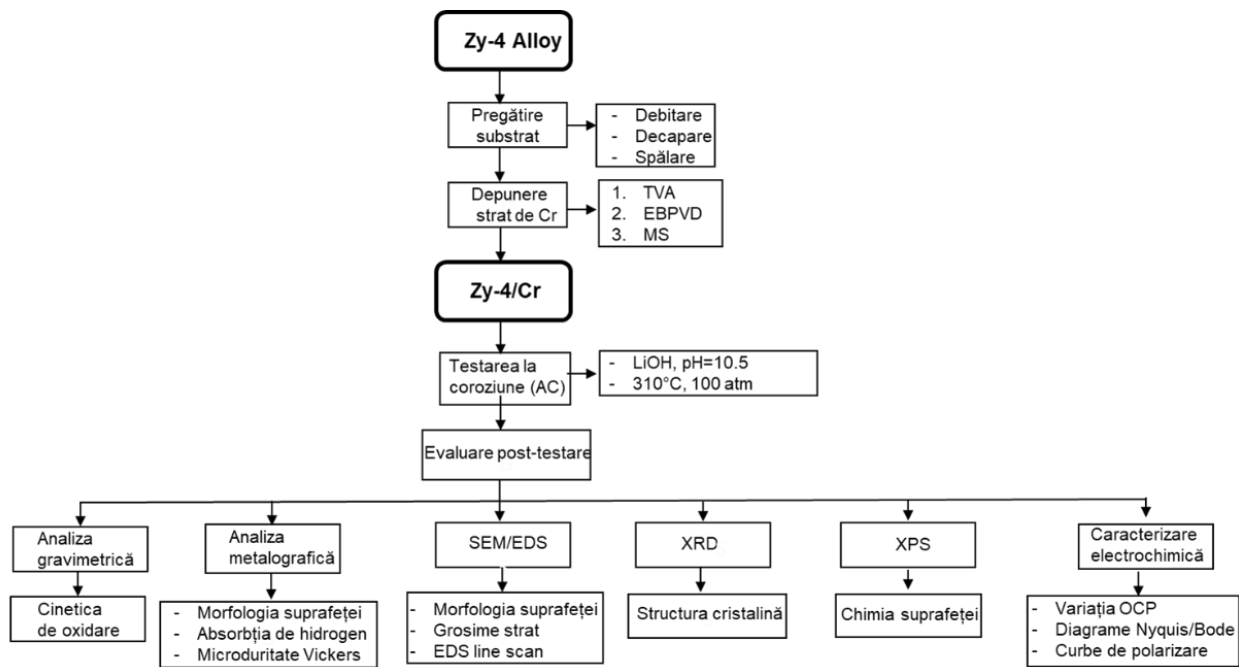 Zy-4 Alloy
Pregătire
substrat
- Debitare
- Decapare
- Spălare
Depunere
strat de Cr
1. TVA
2. EBPVD
3. MS
Zy-4/Cr
Testarea la
coroziune (AC)
- LiOH, pH=10.5
- 310°C, 100 atm
Evaluare post-testare
Analiza
gravimetrică
Analiza
metalografică
SEM/EDS
XRD
XPS
Caracterizare
electrochimică
Cinetica
de oxidare
- Morfologia suprafeței
- Absorbția de hidrogen
- Microduritate Vickers
- Morfologia suprafeței
- Grosime strat
- EDS line scan
Structura cristalină
Chimia suprafeței
- Variația OCP
- Diagrame Nyquis/Bode
- Curbe de polarizare